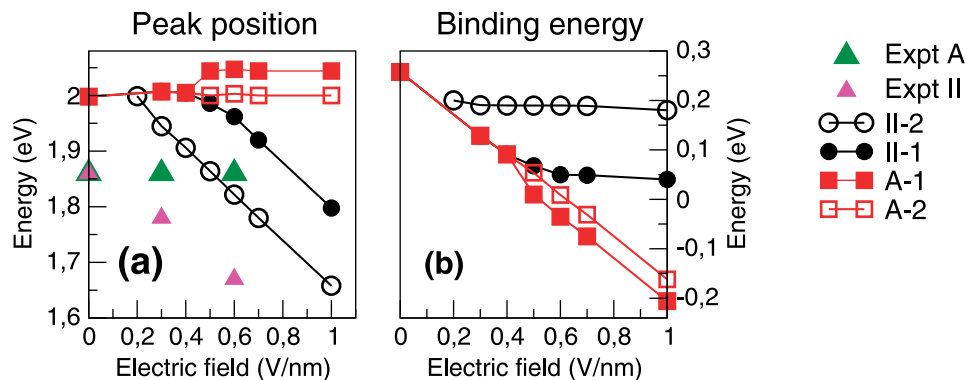 Peak position
Binding energy
Energy (eV)
2
1,9
1,8
1,7
1,6
(a)
0 0,2 0,4 0,6 0,8 1
Electric field (V/nm)
(b)
0 0,2 0,4 0,6 0,8 1
Electric field (V/nm)
0,3
0,2
0,1
0
-0,1
-0,2
Energy (eV)
Expt A
Expt II
II-2
II-1
A-1
A-2